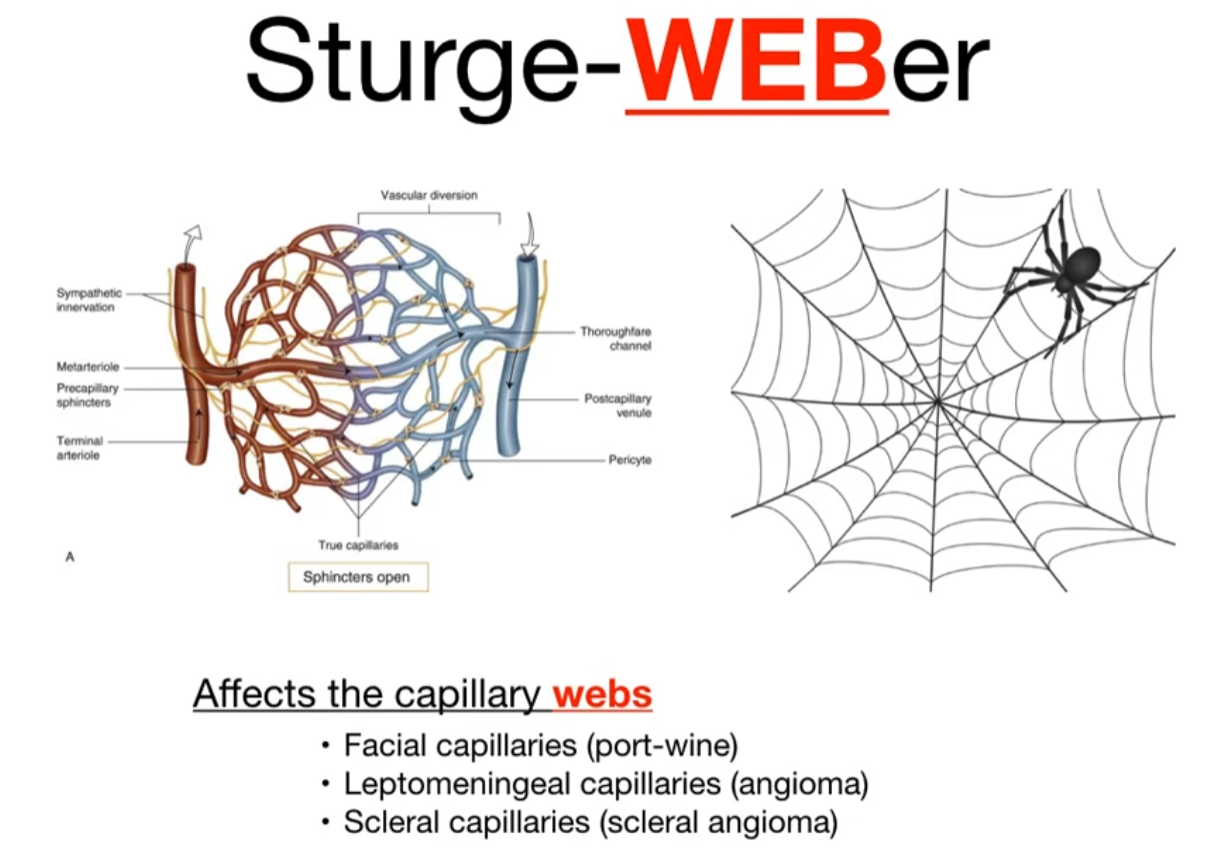 Sturge-WEBer
Vascular diversion
Sympathetic
innervation
Metarteriole
Precapillary
sphincters
Terminal
arteriole
Thoroughfare
channel
Postcapillary
venule
Pericyte
True capillaries
A
Sphincters open
Affects the capillary webs
• Facial capillaries (port-wine)
• Leptomeningeal capillaries (angioma)
• Scleral capillaries (scleral angioma)